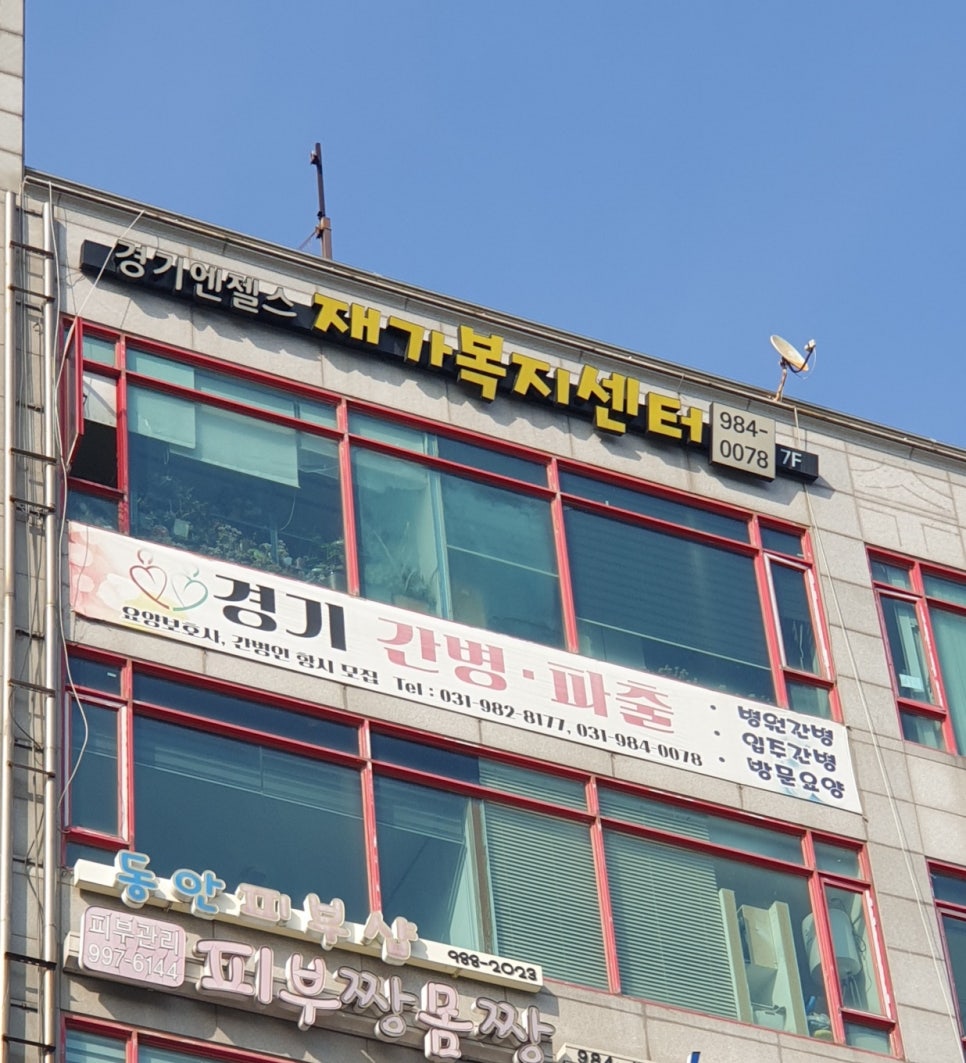 경기엔젤스 재가복지센터 984-0078 7F
경기 간병·파출
요양보호사, 간병인 항시 모집 Tel : 031-982-8177, 031-984-0078
· 병원간병
· 입주간병
· 방문요양
동안피부샵 988-2023
피부관리
997-6144
피부짱몸짱
984